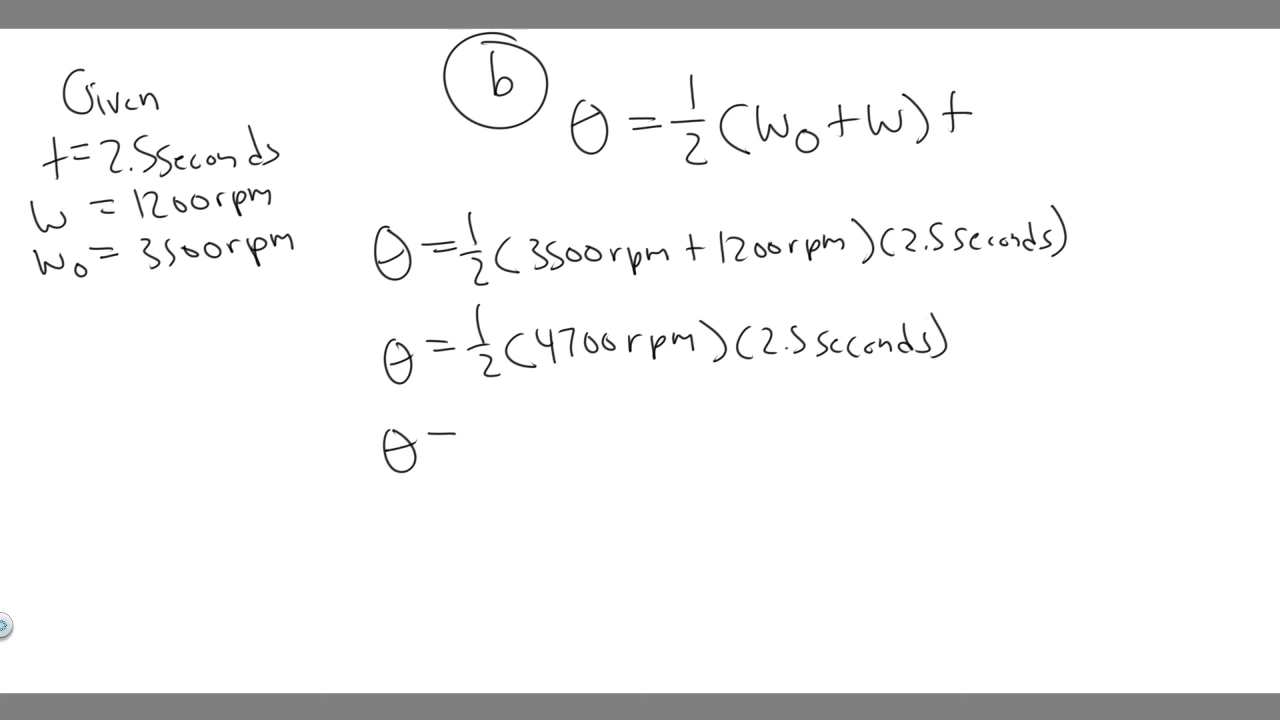 Given
t = 2.5 seconds
W = 1200 rpm
W₀ = 3500 rpm
b
θ = 1/2 (W₀ + W) t
θ = 1/2 (3500 rpm + 1200 rpm) (2.5 seconds)
θ = 1/2 (4700 rpm) (2.5 seconds)
θ −